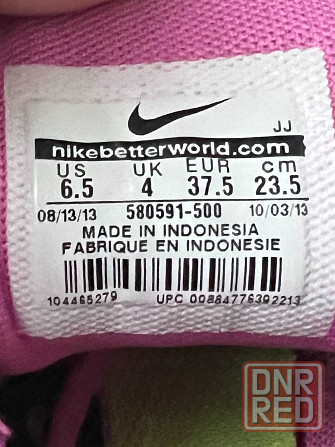 JJ
nikebetterworld.com
US UK EUR cm
6.5 4 37.5 23.5
08/13/13 580591-500 10/03/13
MADE IN INDONESIA
FABRIQUE EN INDONESIE
104465279 UPC 00884776392213
DNR
RED